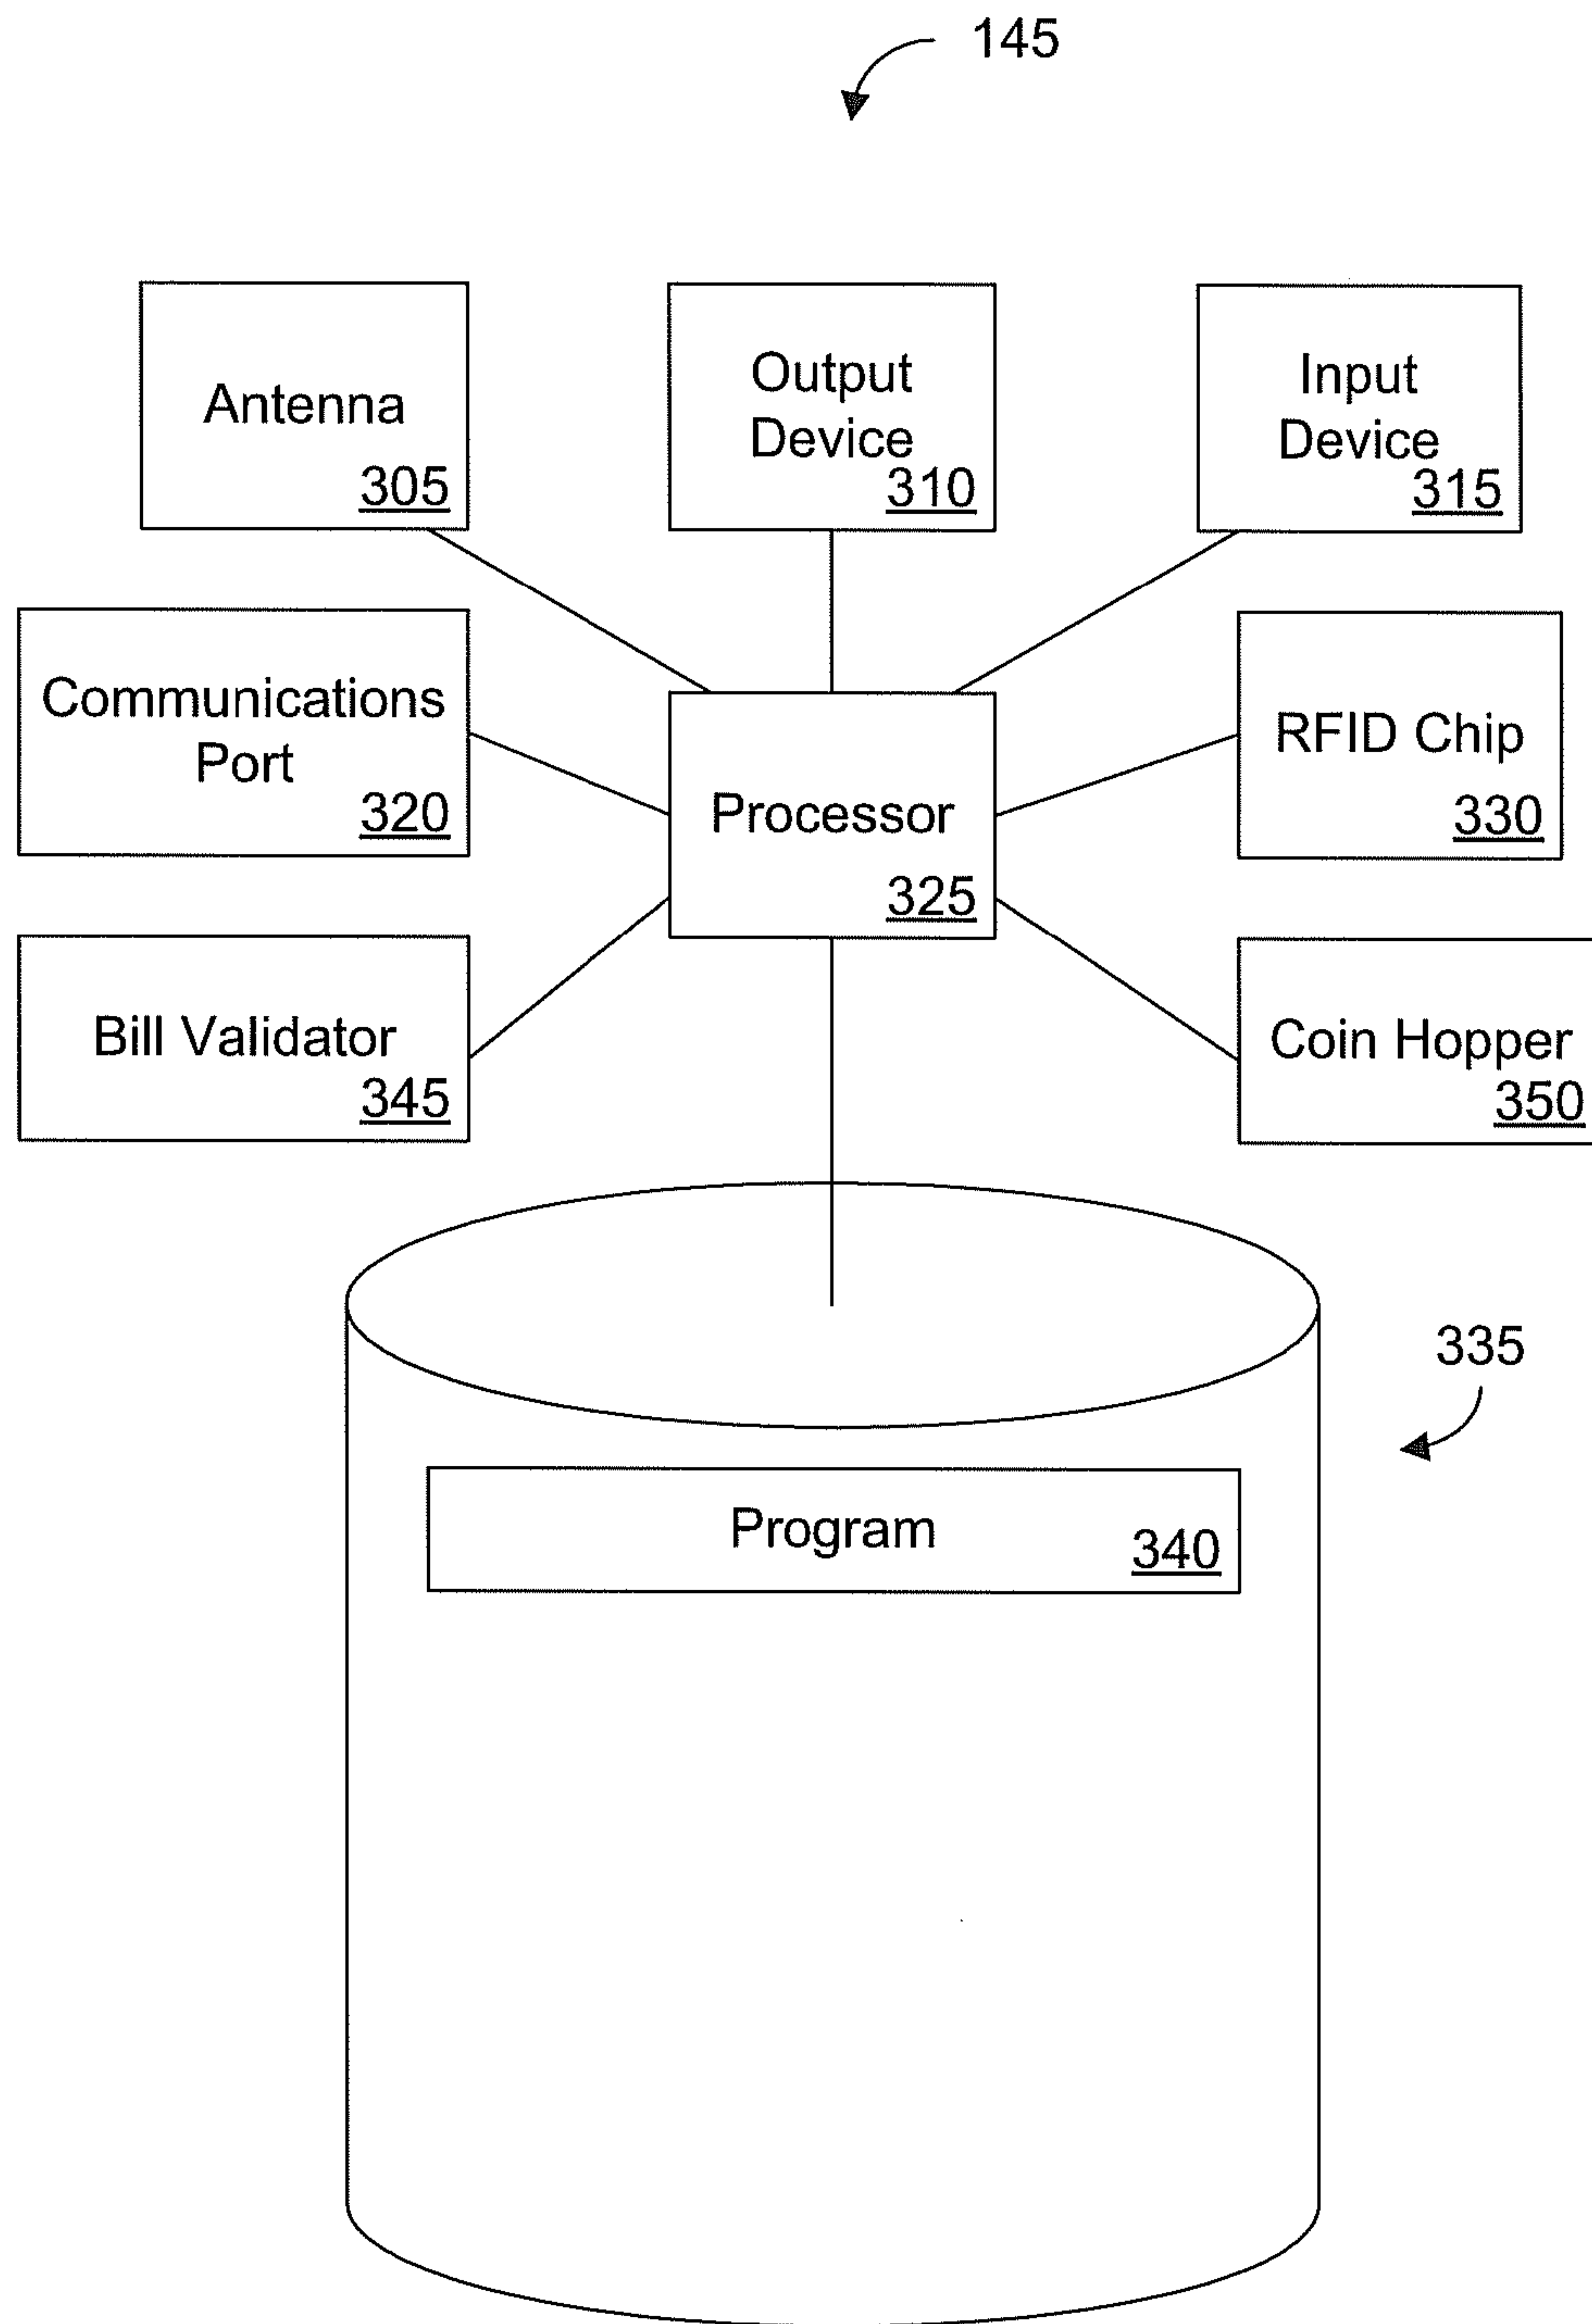 145
Antenna
305
Output
Device
310
Input
Device
315
Communications
Port
320
Processor
325
RFID Chip
330
Bill Validator
345
Coin Hopper
350
335
Program
340